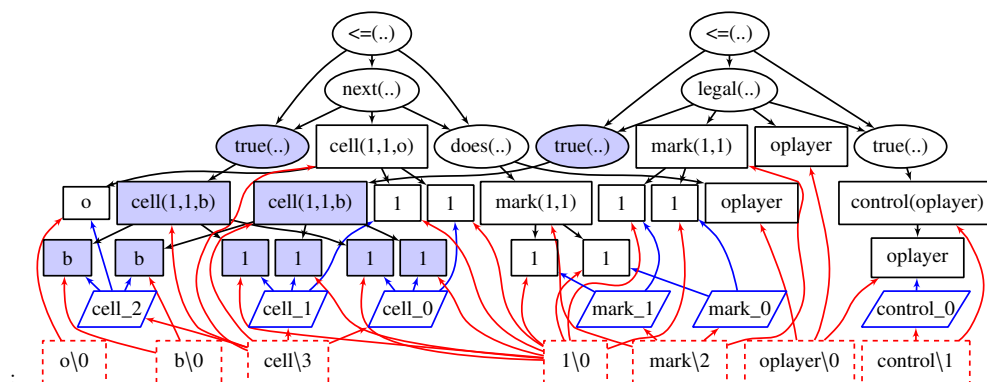 <=(..) <=(..)
next(..) legal(..)
true(..) cell(1,1,o) does(..) true(..) mark(1,1) oplayer true(..)
o cell(1,1,b) cell(1,1,b) 1 1 mark(1,1) 1 1 oplayer control(oplayer)
b b 1 1 1 1 1 1 oplayer
cell_2 cell_1 cell_0 mark_1 mark_0 control_0
o\0 b\0 cell\3 1\0 mark\2 oplayer\0 control\1
.